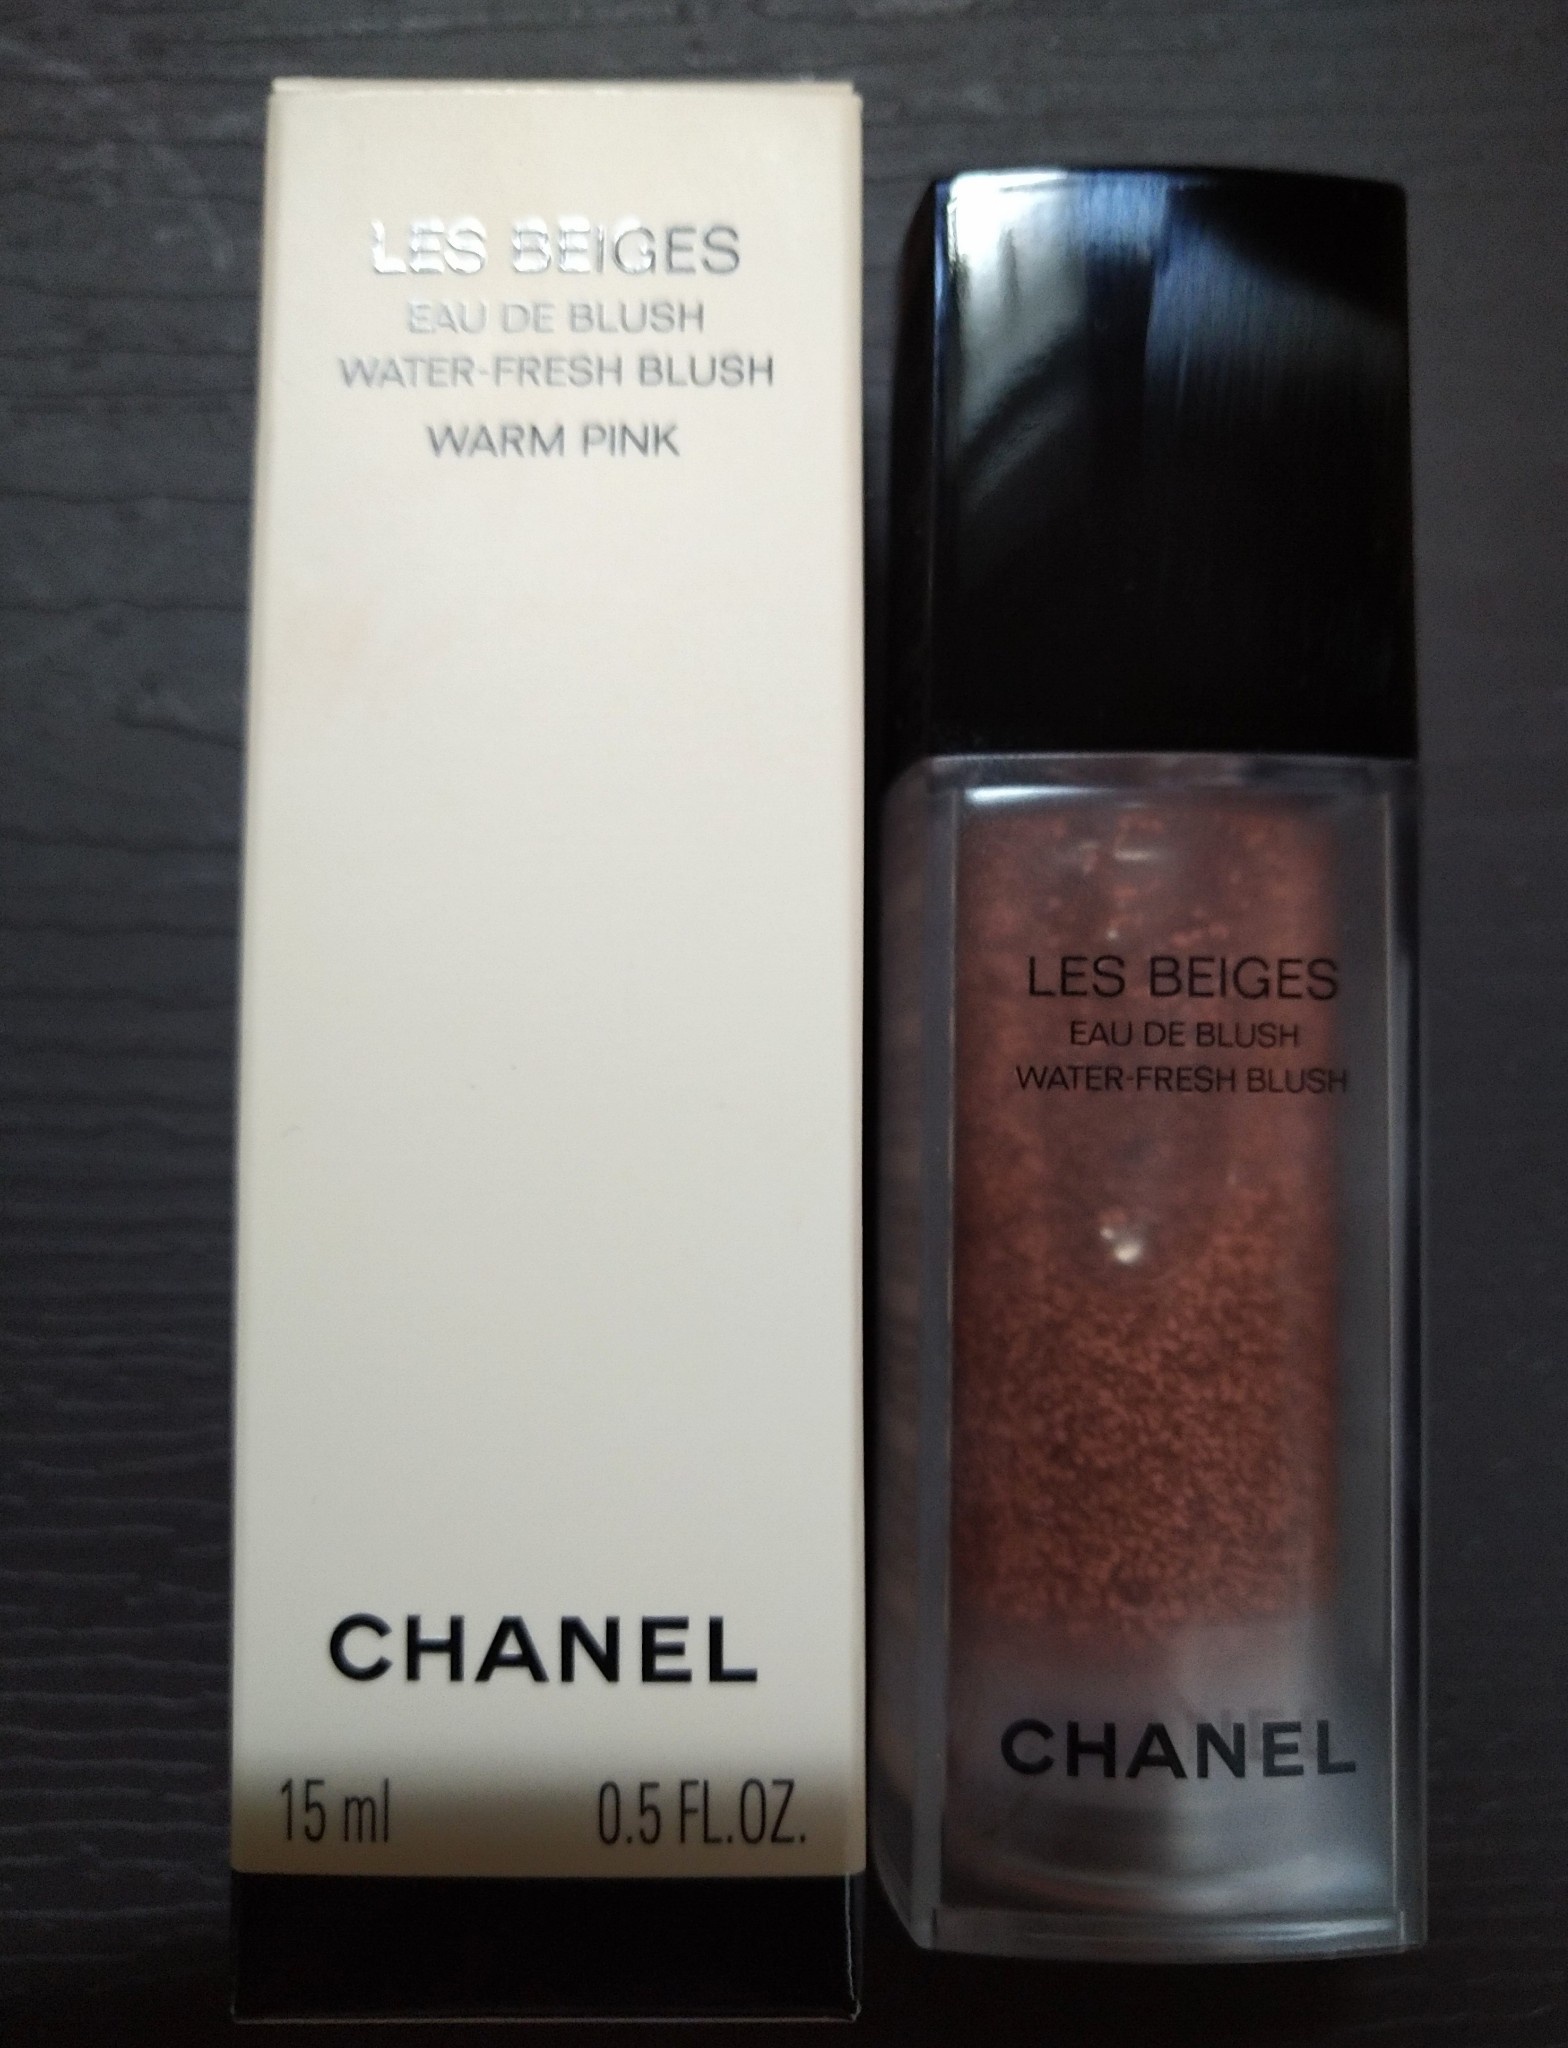 LES BEIGES
EAU DE BLUSH
WATER-FRESH BLUSH
WARM PINK
CHANEL
15 ml 0.5 FL.OZ.
LES BEIGES
EAU DE BLUSH
WATER-FRESH BLUSH
CHANEL